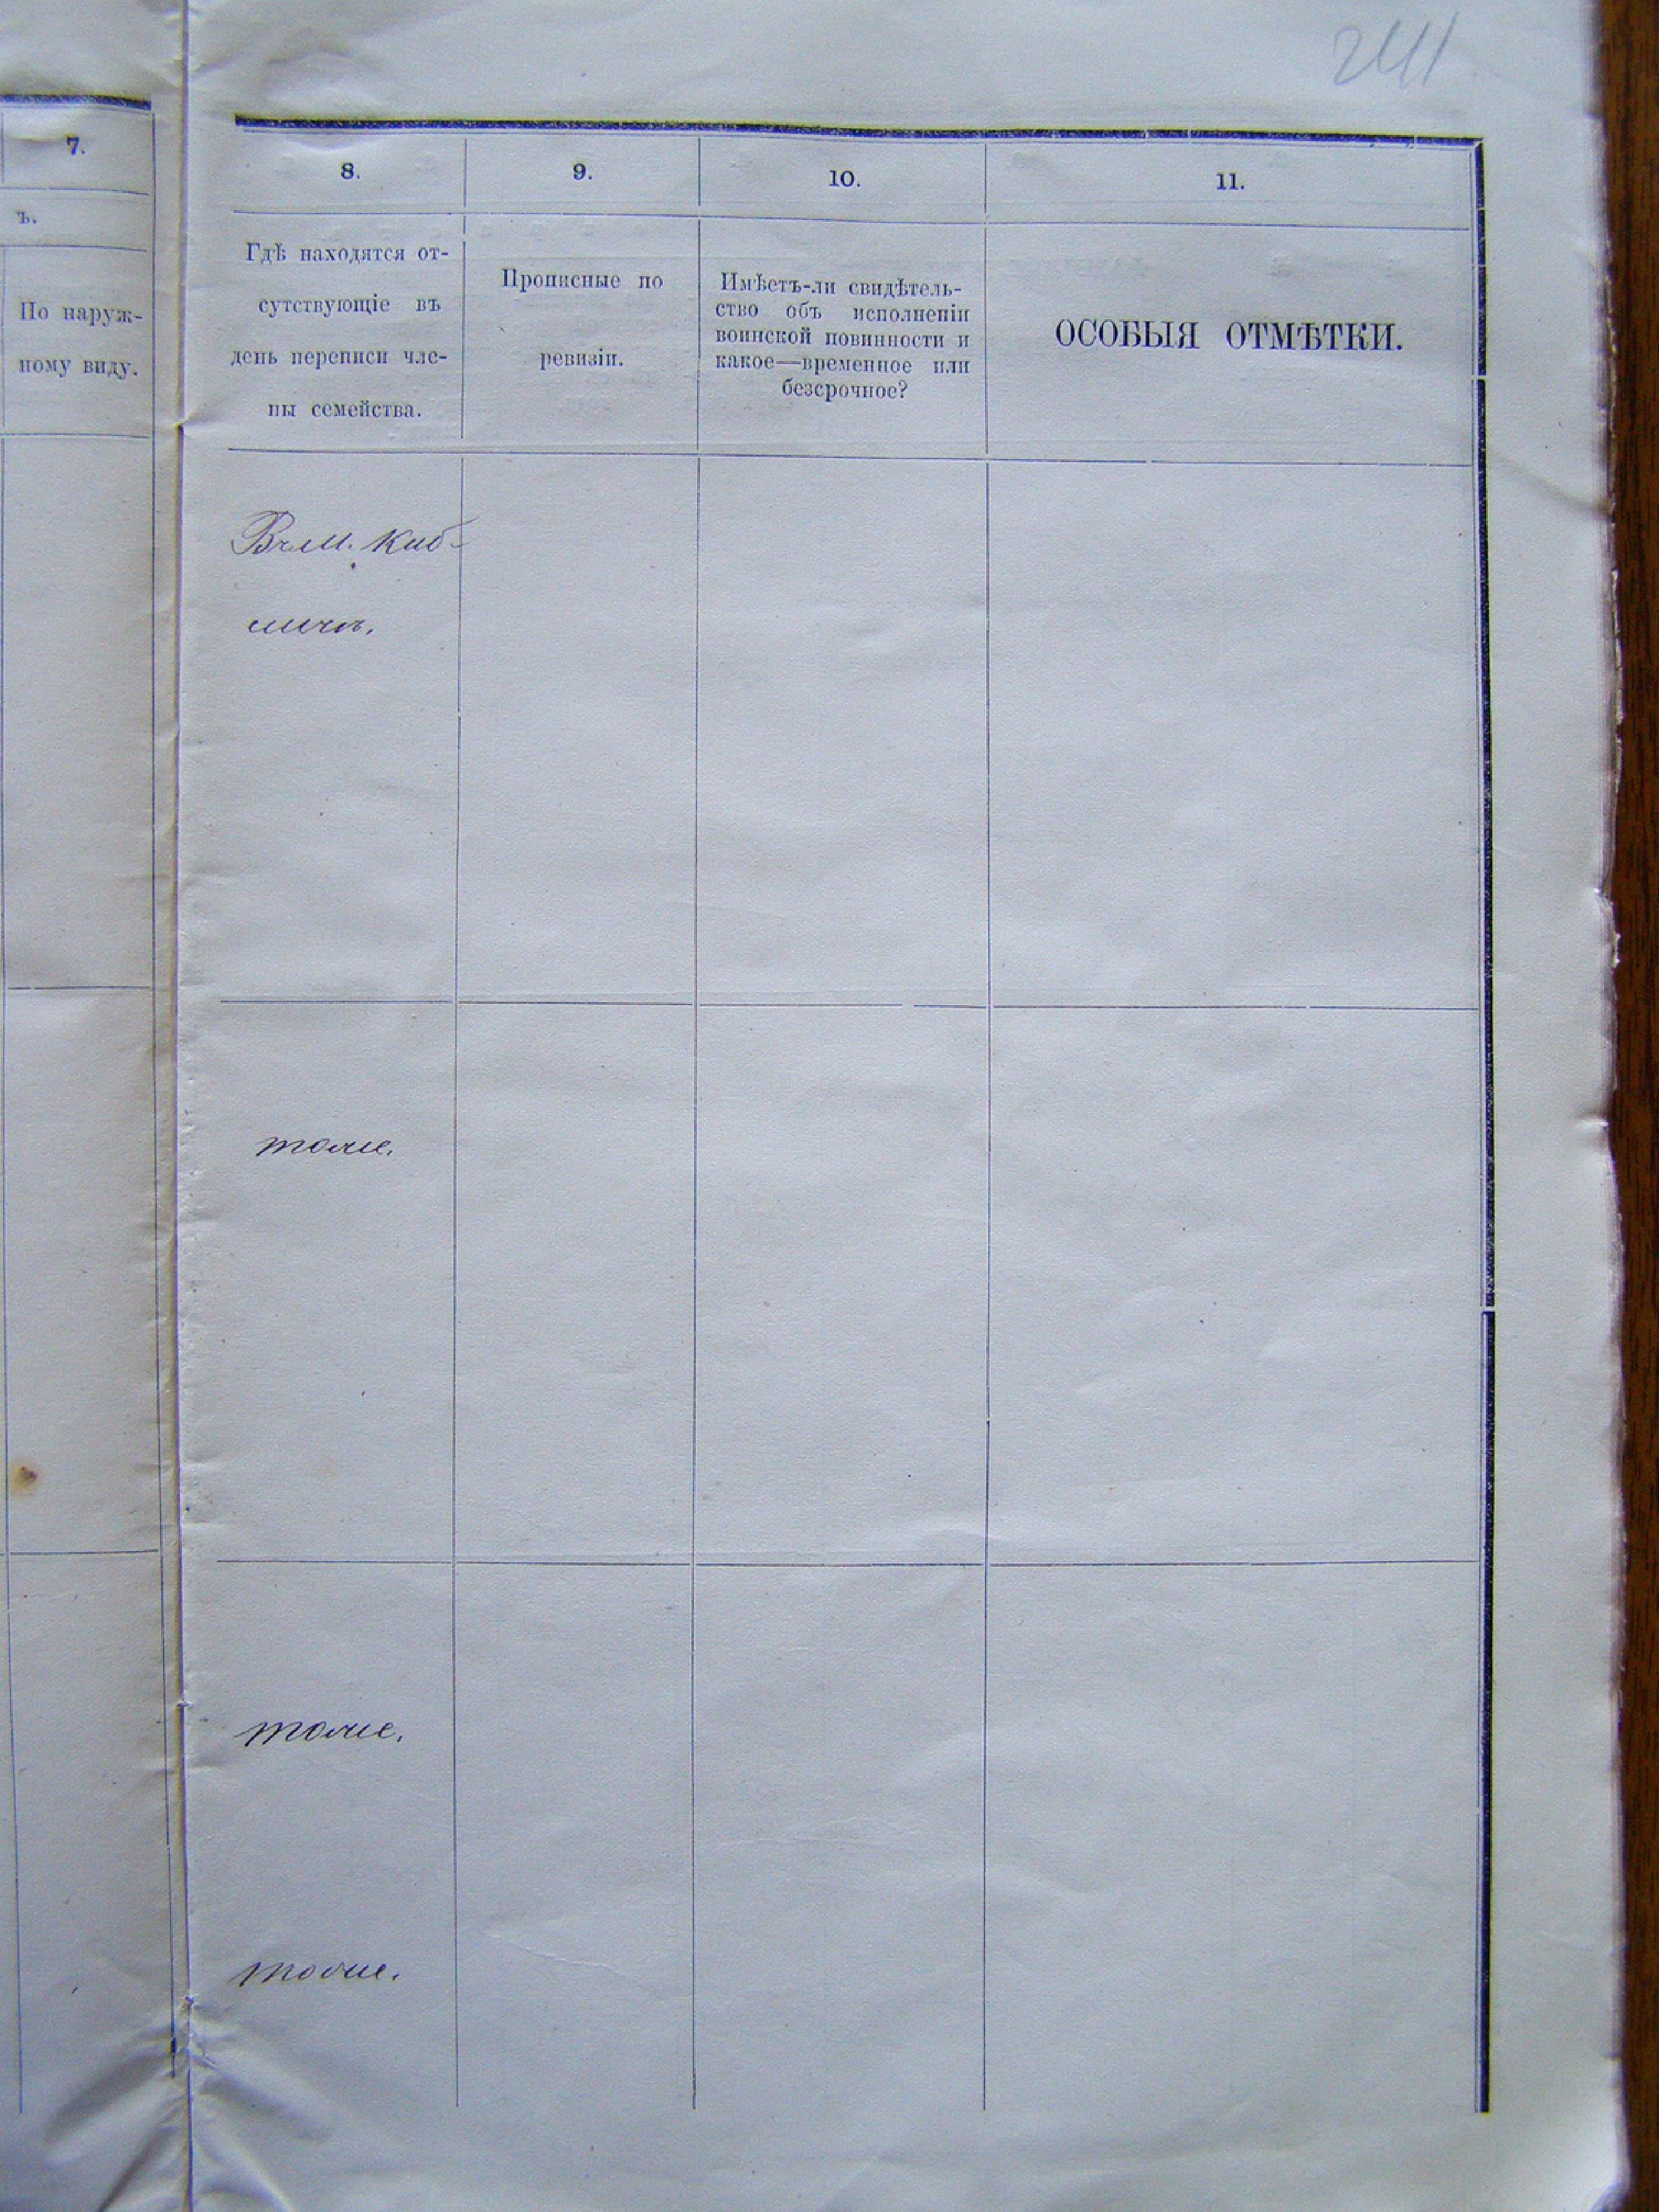 241
7.
ъ.
По наруж-
ному виду.
8.
9.
10.
11.
Гдѣ находятся от-
сутствующіе въ
день переписи чле-
ны семейства.
Прописные по
ревизіи.
Имѣетъ-ли свидѣтель-
ство объ исполненіи
воинской повинности и
какое—временное или
безсрочное?
ОСОБЫЯ ОТМѢТКИ.
Въ м. Куб-
личъ.
тоже.
тоже.
тоже.